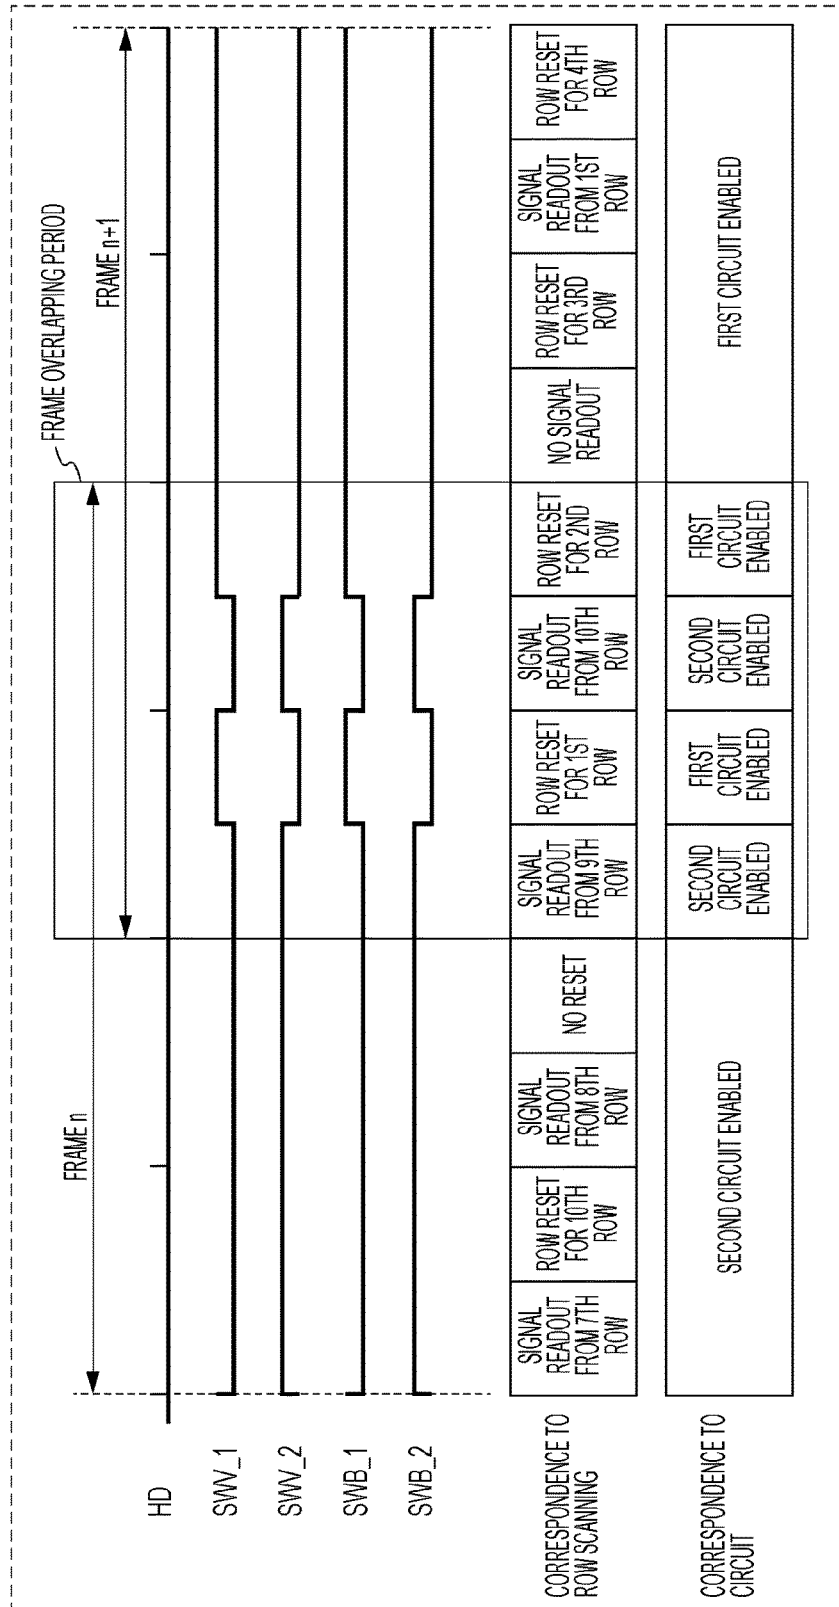 FRAME OVERLAPPING PERIOD
FRAME n
FRAME n+1
HD
SWV_1
SWV_2
SWB_1
SWB_2
CORRESPONDENCE TO
ROW SCANNING
SIGNAL
READOUT
FROM 7TH
ROW
ROW RESET
FOR 10TH
ROW
SIGNAL
READOUT
FROM 8TH
ROW
NO RESET
SIGNAL
READOUT
FROM 9TH
ROW
ROW RESET
FOR 1ST
ROW
SIGNAL
READOUT
FROM 10TH
ROW
ROW RESET
FOR 2ND
ROW
NO SIGNAL
READOUT
ROW RESET
FOR 3RD
ROW
SIGNAL
READOUT
FROM 1ST
ROW
ROW RESET
FOR 4TH
ROW
CORRESPONDENCE TO
CIRCUIT
SECOND CIRCUIT ENABLED
SECOND
CIRCUIT
ENABLED
FIRST
CIRCUIT
ENABLED
SECOND
CIRCUIT
ENABLED
FIRST
CIRCUIT
ENABLED
FIRST CIRCUIT ENABLED